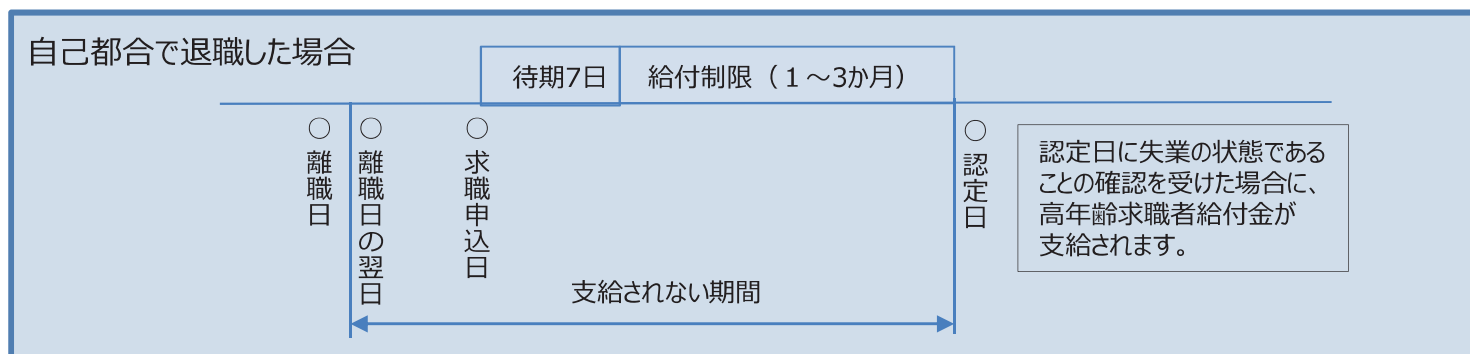 自己都合で退職した場合
待期7日
給付制限（１～3か月）
○離職日
○離職日の翌日
○求職申込日
○認定日
認定日に失業の状態である
ことの確認を受けた場合に、
高年齢求職者給付金が
支給されます。
支給されない期間